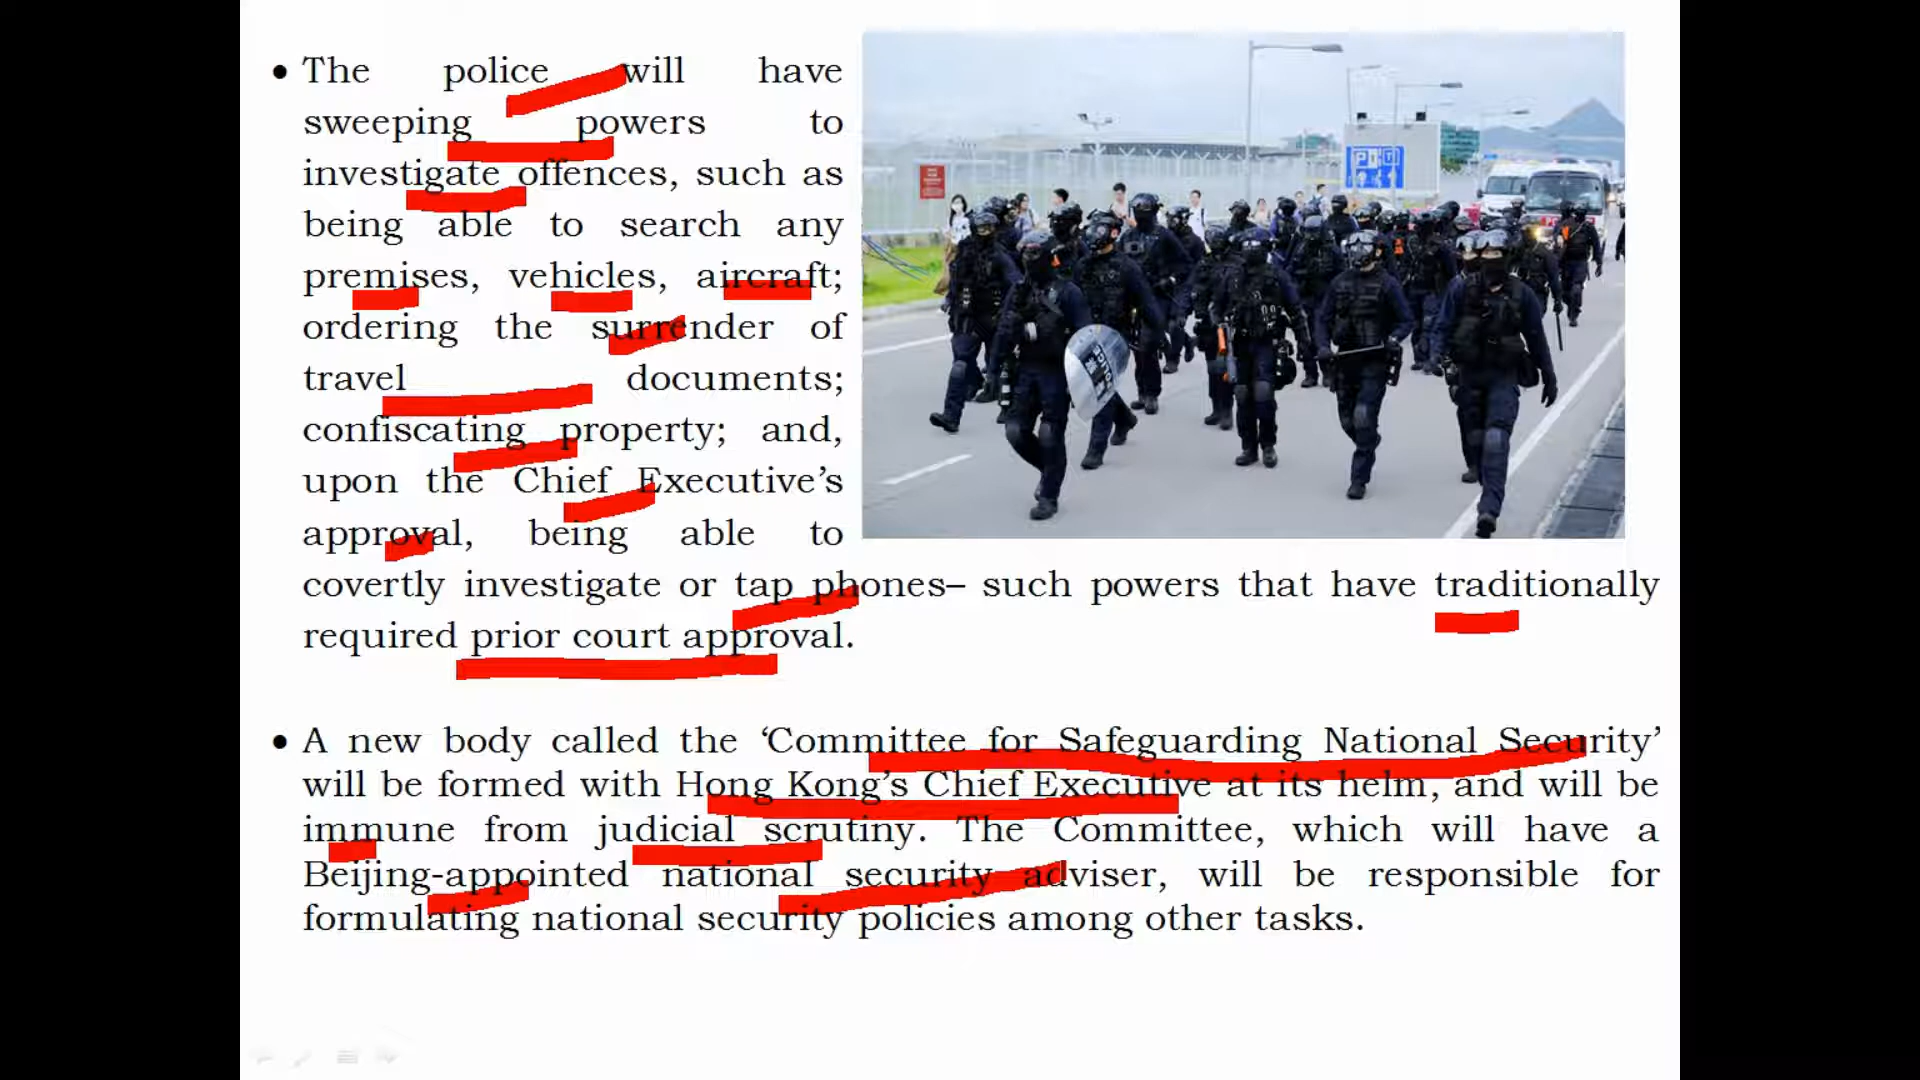 • The police will have
sweeping powers to
investigate offences, such as
being able to search any
premises, vehicles, aircraft;
ordering the surrender of
travel documents;
confiscating property; and,
upon the Chief Executive’s
approval, being able to
covertly investigate or tap phones– such powers that have traditionally
required prior court approval.
• A new body called the ‘Committee for Safeguarding National Security’
will be formed with Hong Kong’s Chief Executive at its helm, and will be
immune from judicial scrutiny. The Committee, which will have a
Beijing-appointed national security adviser, will be responsible for
formulating national security policies among other tasks.
POLICE